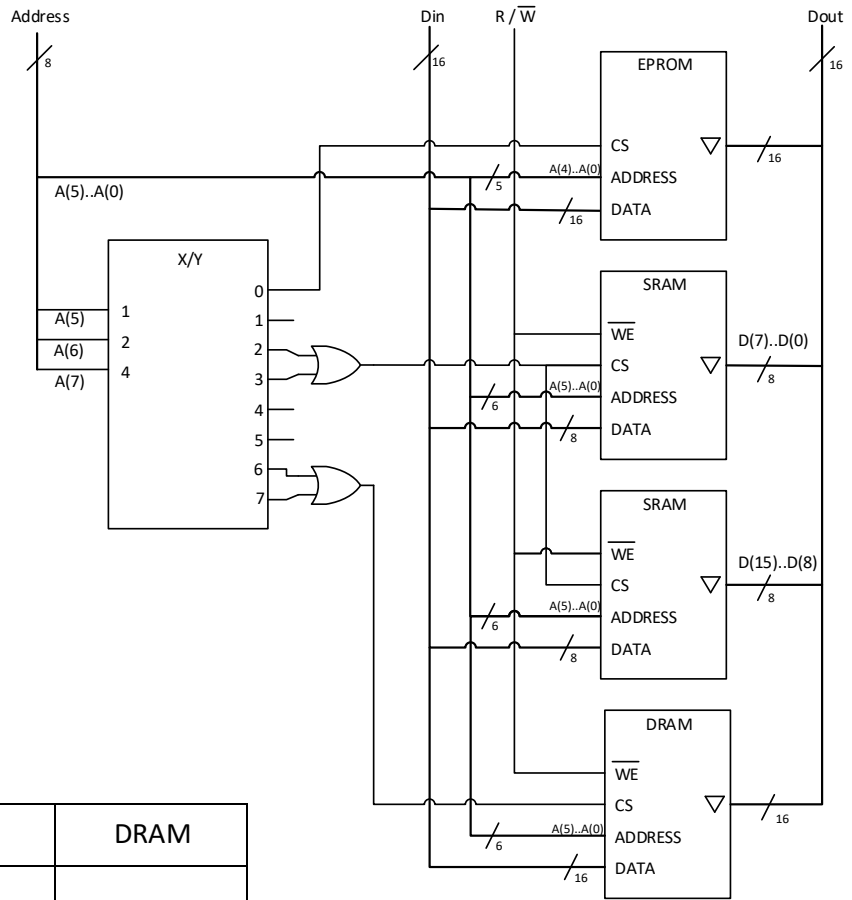 Address
Din
R / W̅
Dout
8
16
16
EPROM
CS
16
A(5)..A(0)
5
A(4)..A(0)
ADDRESS
16
DATA
X/Y
SRAM
0
A(5)
1
1
W̅E̅
D(7)..D(0)
A(6)
2
2
CS
8
A(7)
4
3
6
A(5)..A(0)
ADDRESS
4
8
DATA
5
6
7
SRAM
W̅E̅
D(15)..D(8)
CS
8
6
A(5)..A(0)
ADDRESS
8
DATA
DRAM
W̅E̅
CS
16
6
A(5)..A(0)
ADDRESS
16
DATA
DRAM